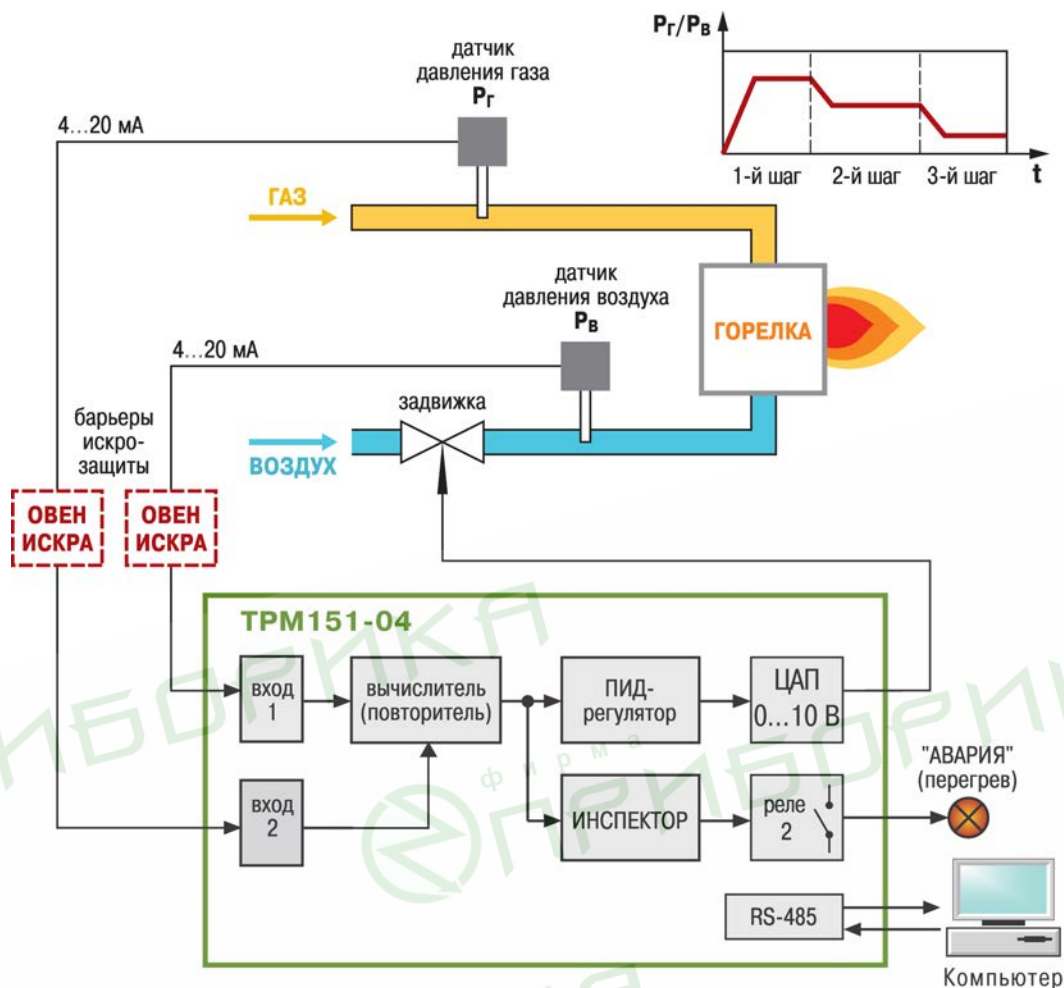 датчик
давления газа
Рг
4...20 мА
Рг/Рв
1-й шаг
2-й шаг
3-й шаг
t
ГАЗ
датчик
давления воздуха
Рв
ГОРЕЛКА
4...20 мА
задвижка
барьеры
искро-
защиты
ВОЗДУХ
ОВЕН
ИСКРА
ОВЕН
ИСКРА
ТРМ151-04
вход
1
вычислитель
(повторитель)
ПИД-
регулятор
ЦАП
0...10 В
"АВАРИЯ"
(перегрев)
вход
2
ИНСПЕКТОР
реле
2
RS-485
Компьютер
фирма
ПРИБОРИКА